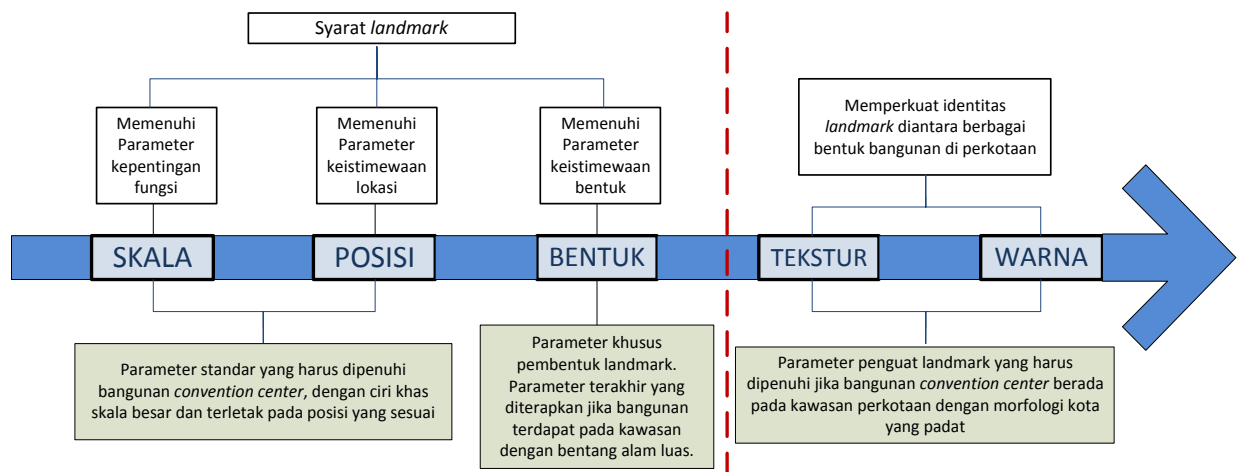 Syarat landmark
Memenuhi
Parameter
kepentingan
fungsi
Memenuhi
Parameter
keistimewaan
lokasi
Memenuhi
Parameter
keistimewaan
bentuk
Memperkuat identitas
landmark diantara berbagai
bentuk bangunan di perkotaan
SKALA
POSISI
BENTUK
TEKSTUR
WARNA
Parameter standar yang harus dipenuhi
bangunan convention center, dengan ciri khas
skala besar dan terletak pada posisi yang sesuai
Parameter khusus
pembentuk landmark.
Parameter terakhir yang
diterapkan jika bangunan
terdapat pada kawasan
dengan bentang alam luas.
Parameter penguat landmark yang harus
dipenuhi jika bangunan convention center berada
pada kawasan perkotaan dengan morfologi kota
yang padat